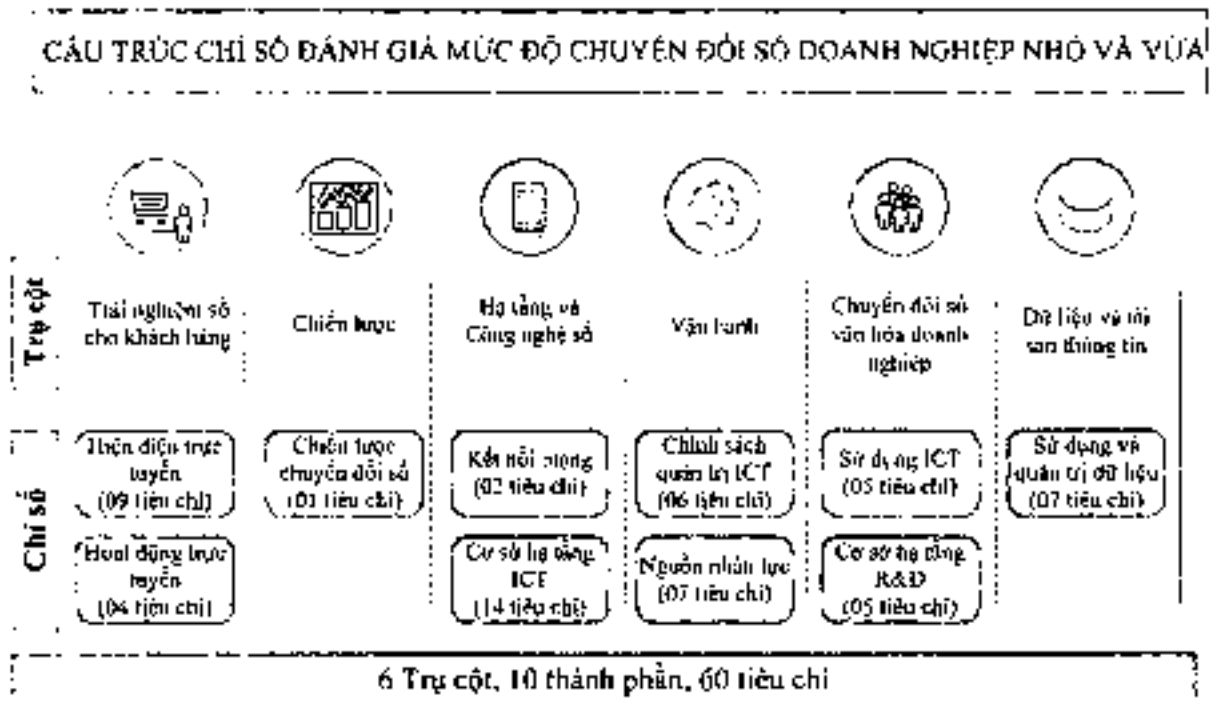 CẤU TRÚC CHỈ SỐ ĐÁNH GIÁ MỨC ĐỘ CHUYỂN ĐỔI SỐ DOANH NGHIỆP NHỎ VÀ VỪA
Trụ cột
Trải nghiệm số
cho khách hàng
Chiến lược
Hạ tầng và
Công nghệ số
Vận hành
Chuyển đổi số
văn hóa doanh
nghiệp
Dữ liệu và tài
sản thông tin
Chỉ số
Hiện diện trực
tuyến
(09 tiêu chí)
Chiến lược
chuyển đổi số
(01 tiêu chí)
Kết nối mạng
(02 tiêu chí)
Chính sách
quản trị ICT
(06 tiêu chí)
Sử dụng ICT
(05 tiêu chí)
Sử dụng và
quản trị dữ liệu
(07 tiêu chí)
Hoạt động trực
tuyến
(04 tiêu chí)
Cơ sở hạ tầng
ICT
(14 tiêu chí)
Nguồn nhân lực
(07 tiêu chí)
Cơ sở hạ tầng
R&D
(05 tiêu chí)
6 Trụ cột, 10 thành phần, 60 tiêu chí